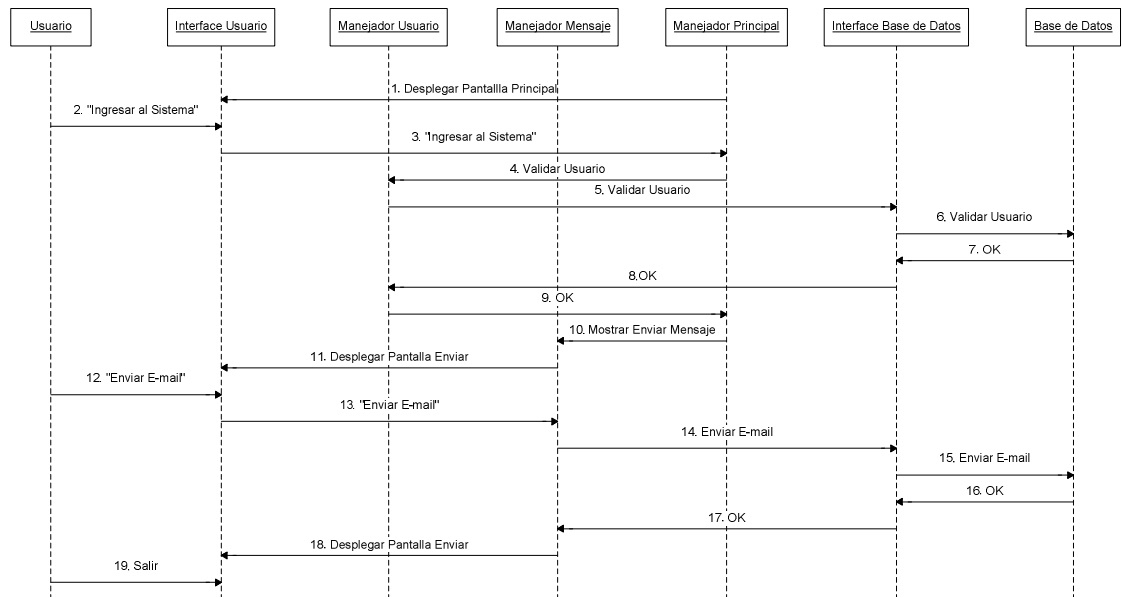 Usuario
Interface Usuario
Manejador Usuario
Manejador Mensaje
Manejador Principal
Interface Base de Datos
Base de Datos
1. Desplegar Pantallla Principal
2. "Ingresar al Sistema"
3. "Ingresar al Sistema"
4. Validar Usuario
5. Validar Usuario
6. Validar Usuario
7. OK
8.OK
9. OK
10. Mostrar Enviar Mensaje
11. Desplegar Pantalla Enviar
12. "Enviar E-mail"
13. "Enviar E-mail"
14. Enviar E-mail
15. Enviar E-mail
16. OK
17. OK
18. Desplegar Pantalla Enviar
19. Salir